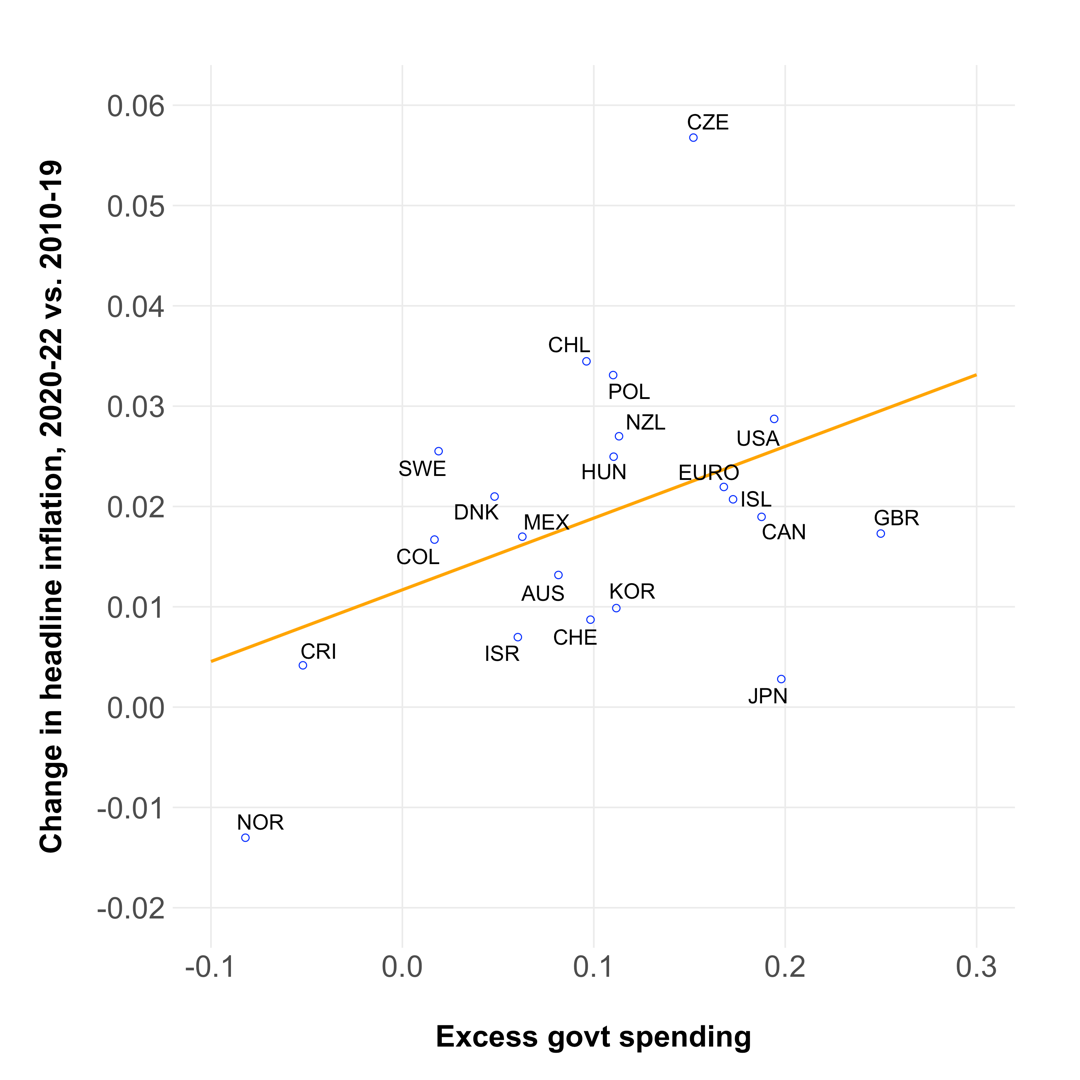 0.06
0.05
0.04
0.03
0.02
0.01
0.00
-0.01
-0.02
Change in headline inflation, 2020-22 vs. 2010-19
CZE
CHL
POL
NZL
USA
SWE
HUN
EURO
DNK
MEX
ISL
CAN
GBR
COL
AUS
KOR
CHE
ISR
CRI
JPN
NOR
-0.1 0.0 0.1 0.2 0.3
Excess govt spending